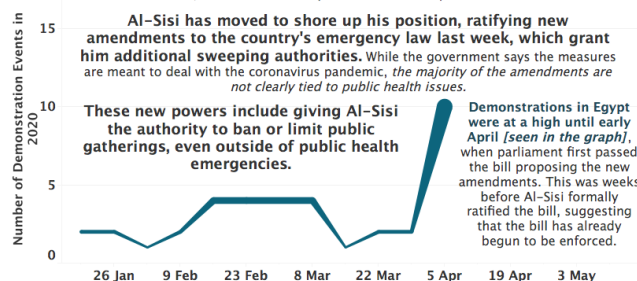 Number of Demonstration Events in
2020
15
10
5
0
Al-Sisi has moved to shore up his position, ratifying new
amendments to the country's emergency law last week, which grant
him additional sweeping authorities. While the government says the measures
are meant to deal with the coronavirus pandemic, the majority of the amendments are
not clearly tied to public health issues.
These new powers include giving Al-Sisi
the authority to ban or limit public
gatherings, even outside of public health
emergencies.
Demonstrations in Egypt
were at a high until early
April [seen in the graph],
when parliament first passed
the bill proposing the new
amendments. This was weeks
before Al-Sisi formally
ratified the bill, suggesting
that the bill has already
begun to be enforced.
26 Jan 9 Feb 23 Feb 8 Mar 22 Mar 5 Apr 19 Apr 3 May